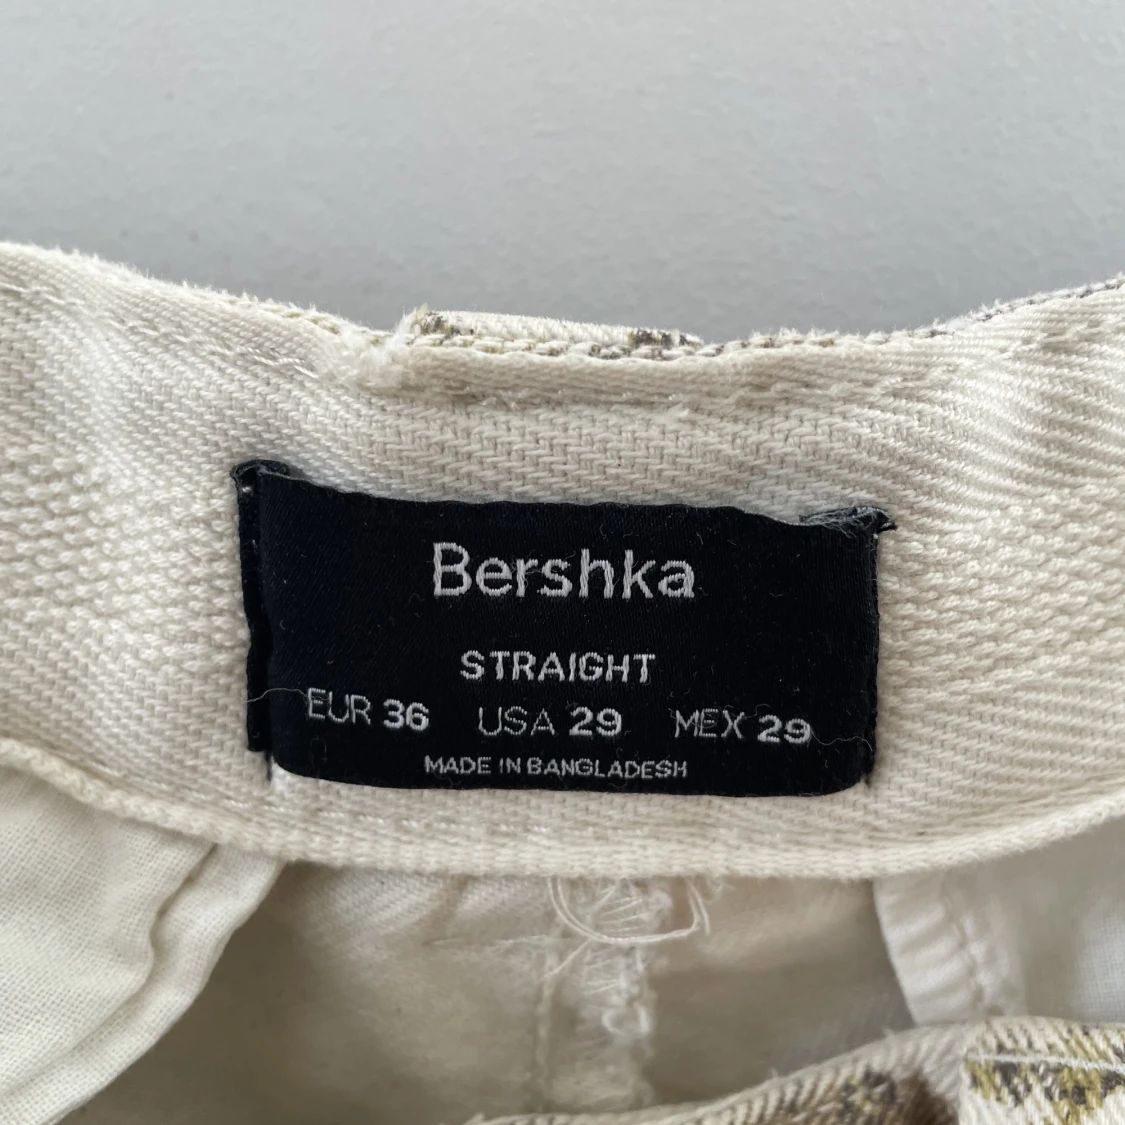 Bershka
STRAIGHT
EUR 36 USA 29 MEX 29
MADE IN BANGLADESH